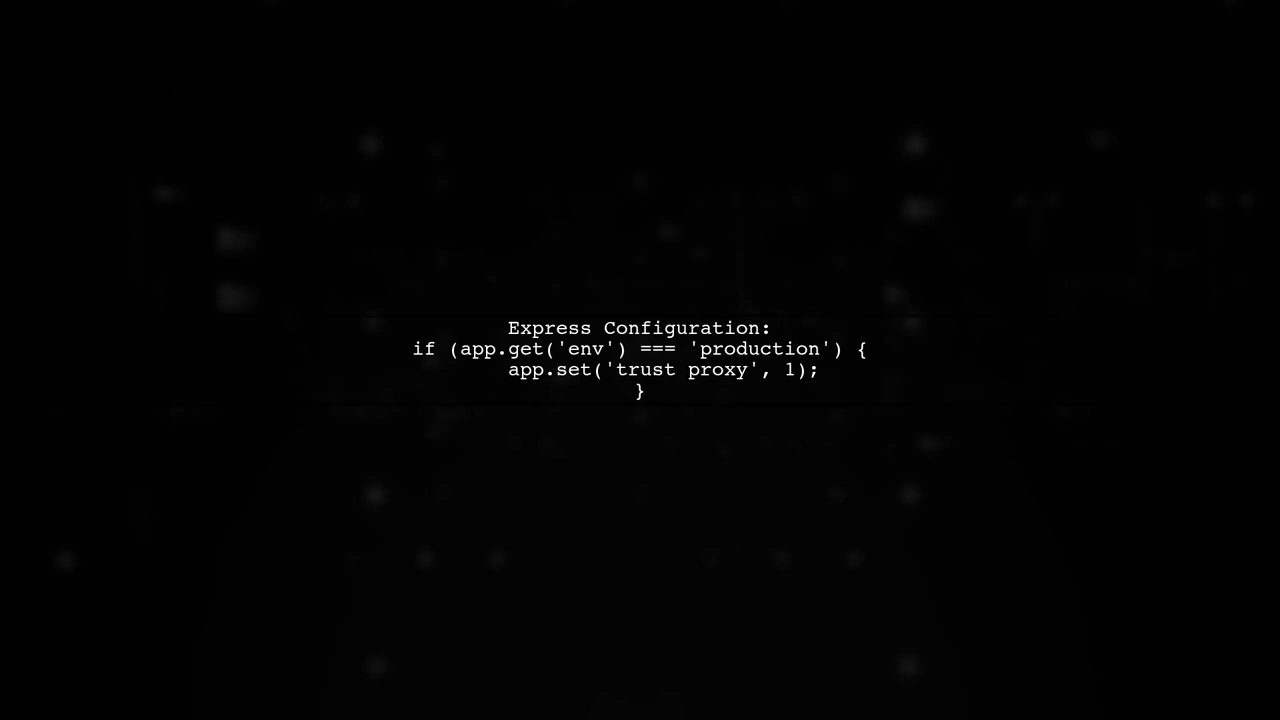 Express Configuration:
if (app.get('env') === 'production') {
app.set('trust proxy', 1);
}